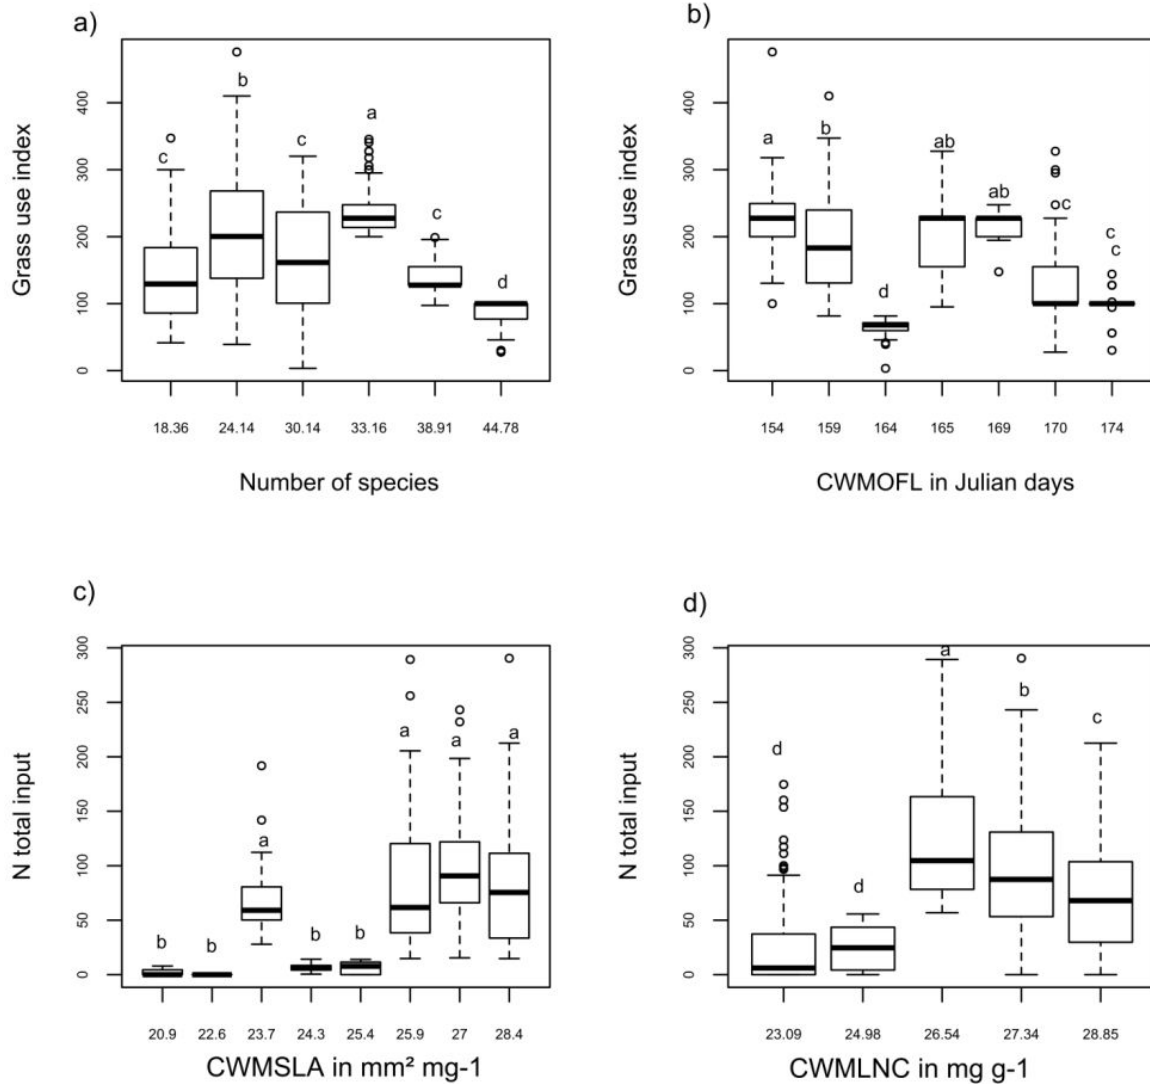 a)
Grass use index
400
300
200
100
0
c
b
c
a
c
d
18.36 24.14 30.14 33.16 38.91 44.78
Number of species
b)
Grass use index
400
300
200
100
0
a
b
d
ab
ab
c
c
c
154 159 164 165 169 170 174
CWMOFL in Julian days
c)
N total input
300
250
200
150
100
50
0
b
b
a
b
b
a
a
a
20.9 22.6 23.7 24.3 25.4 25.9 27 28.4
CWMSLA in mm² mg-1
d)
N total input
300
250
200
150
100
50
0
d
d
a
b
c
23.09 24.98 26.54 27.34 28.85
CWMLNC in mg g-1